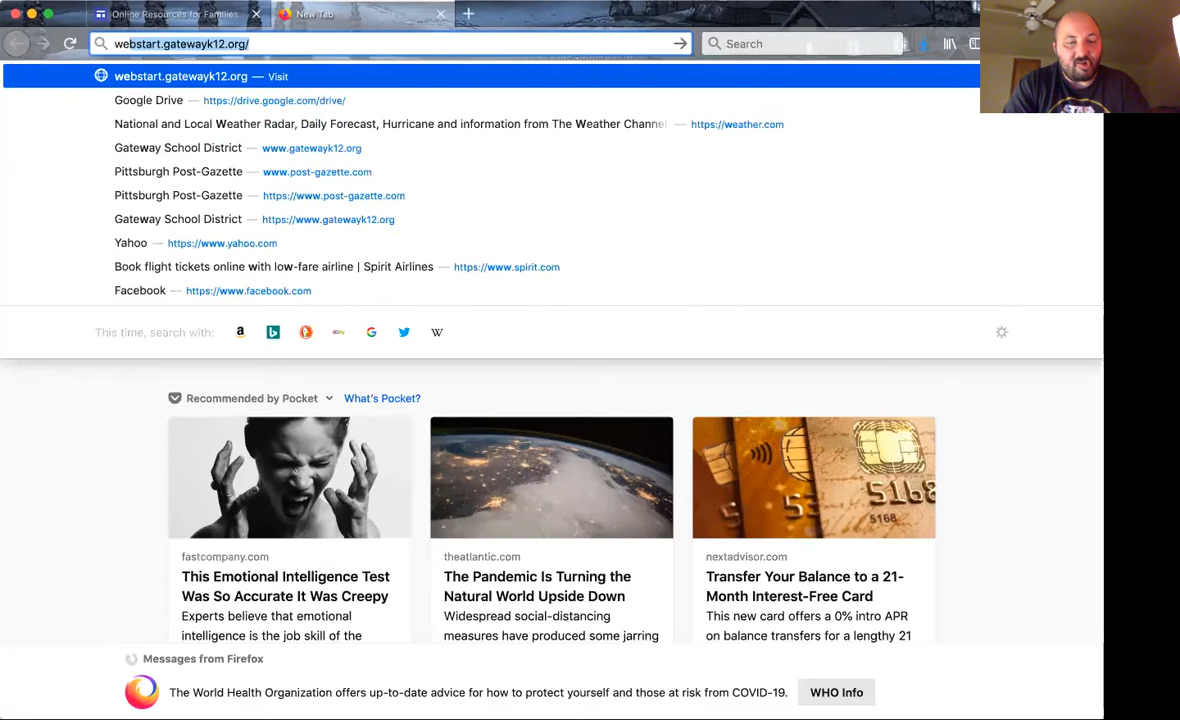 Online Resources for Families
New Tab
webstart.gatewayk12.org/
Search
webstart.gatewayk12.org — Visit
Google Drive — https://drive.google.com/drive/
National and Local Weather Radar, Daily Forecast, Hurricane and information from The Weather Channel — https://weather.com
Gateway School District — www.gatewayk12.org
Pittsburgh Post-Gazette — www.post-gazette.com
Pittsburgh Post-Gazette — https://www.post-gazette.com
Gateway School District — https://www.gatewayk12.org
Yahoo — https://www.yahoo.com
Book flight tickets online with low-fare airline | Spirit Airlines — https://www.spirit.com
Facebook — https://www.facebook.com
This time, search with:
a
b
ebay
G
W
Recommended by Pocket
What's Pocket?
5168
5168
fastcompany.com
This Emotional Intelligence Test
Was So Accurate It Was Creepy
Experts believe that emotional
intelligence is the job skill of the
theatlantic.com
The Pandemic Is Turning the
Natural World Upside Down
Widespread social-distancing
measures have produced some jarring
nextadvisor.com
Transfer Your Balance to a 21-
Month Interest-Free Card
This new card offers a 0% intro APR
on balance transfers for a lengthy 21
Messages from Firefox
The World Health Organization offers up-to-date advice for how to protect yourself and those at risk from COVID-19.
WHO Info